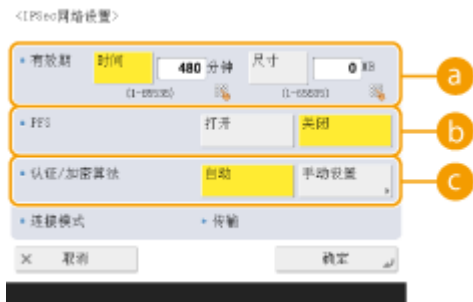 <IPSec网络设置>
有效期 时间 480 分钟 尺寸 0 MB
(1-65535) (1-65535)
a
PFS 打开 关闭
b
认证/加密算法 自动 手动设置
c
连接模式 传输
× 取消 确定